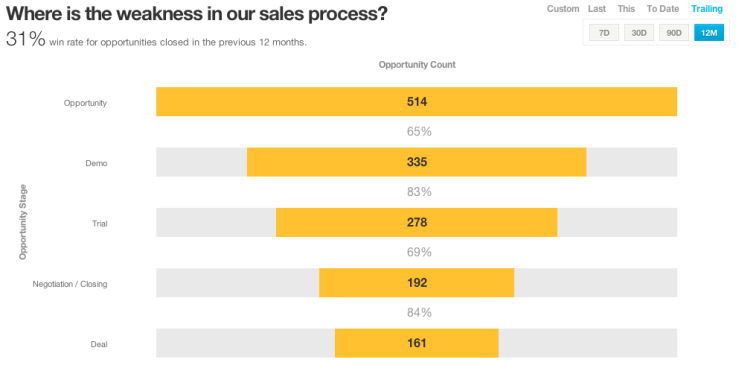 Where is the weakness in our sales process?
Custom Last This To Date Trailing
31% win rate for opportunities closed in the previous 12 months.
7D 30D 90D 12M
Opportunity Count
Opportunity Stage
Opportunity 514
65%
Demo 335
83%
Trial 278
69%
Negotiation / Closing 192
84%
Deal 161